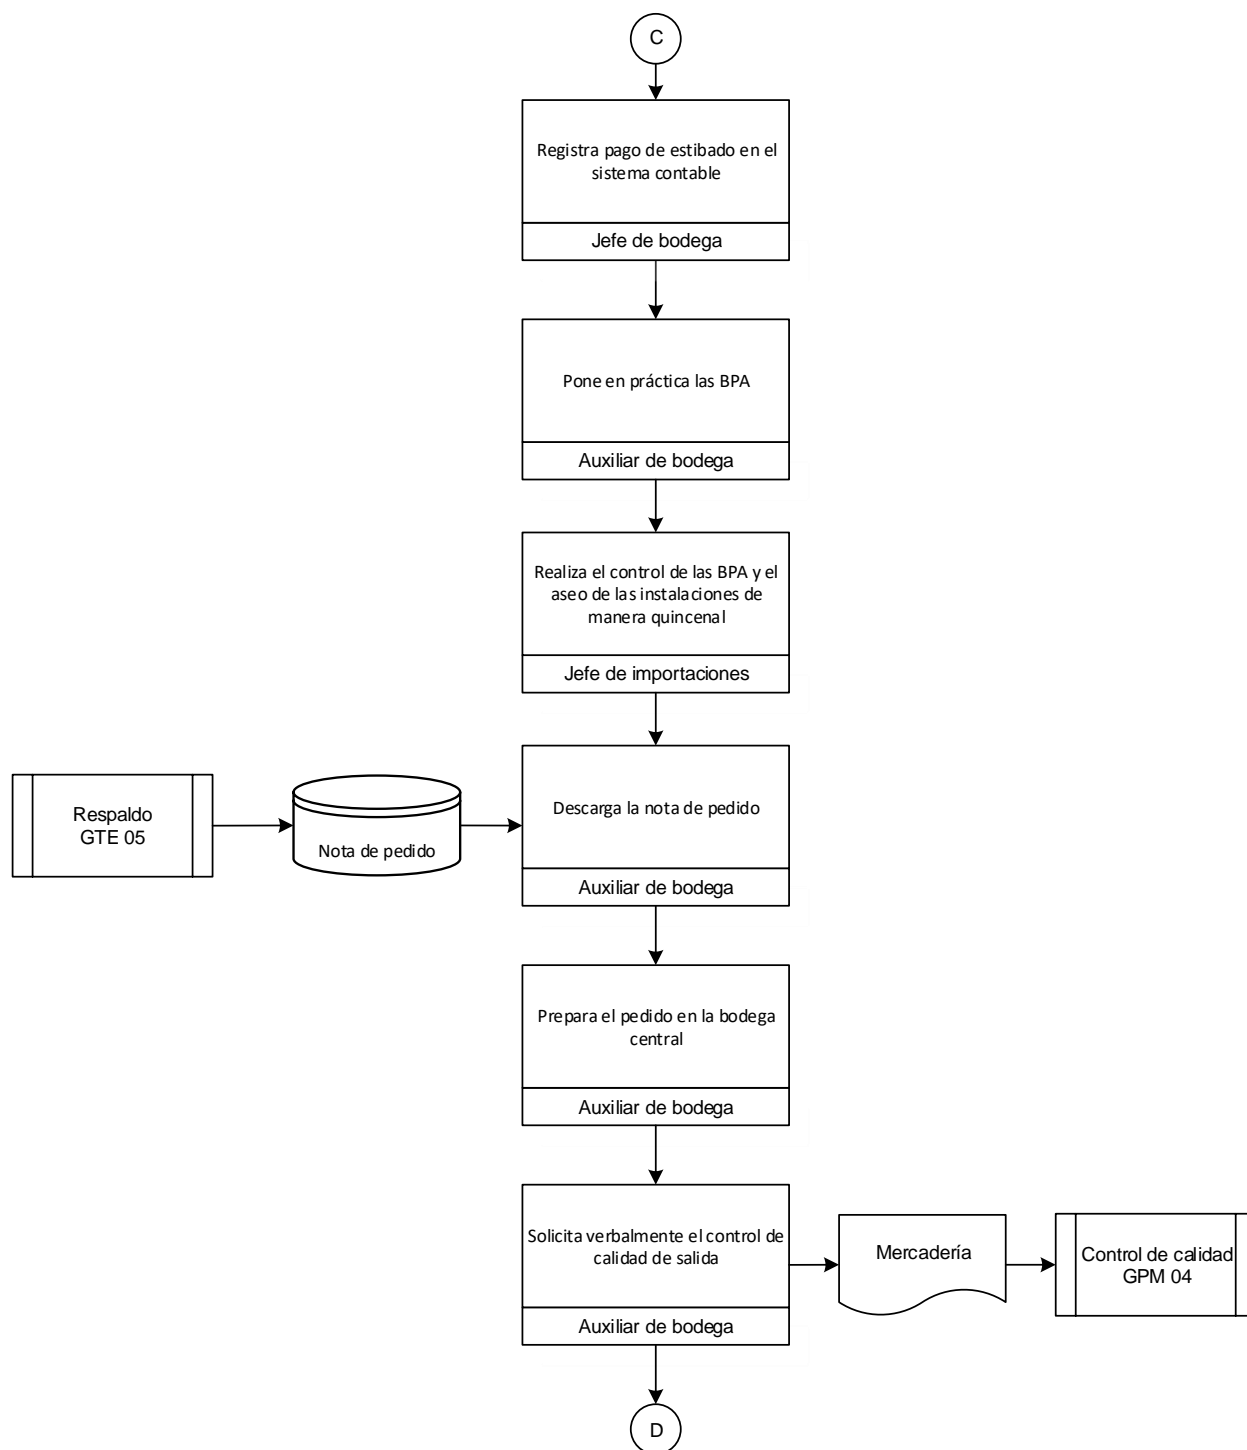 C
Registra pago de estibado en el
sistema contable
Jefe de bodega
Pone en práctica las BPA
Auxiliar de bodega
Realiza el control de las BPA y el
aseo de las instalaciones de
manera quincenal
Jefe de importaciones
Respaldo
GTE 05
Nota de pedido
Descarga la nota de pedido
Auxiliar de bodega
Prepara el pedido en la bodega
central
Auxiliar de bodega
Solicita verbalmente el control de
calidad de salida
Auxiliar de bodega
Mercadería
Control de calidad
GPM 04
D